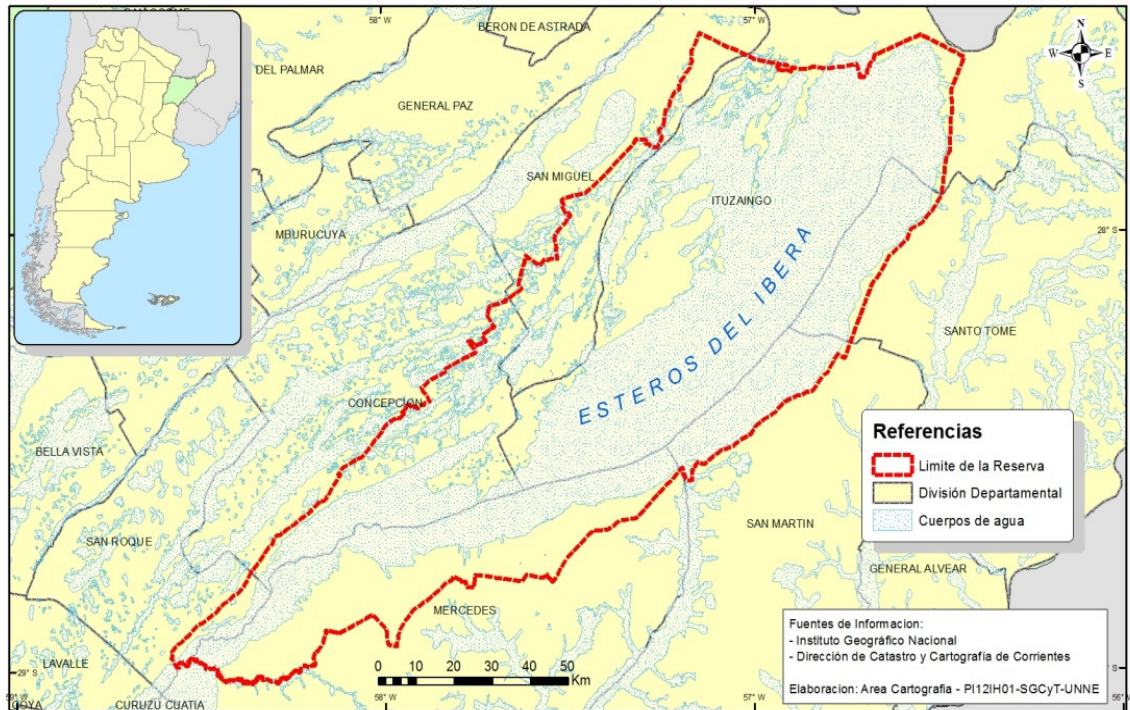 58° W
57° W
BERON DE ASTRADA
N
W E
S
DEL PALMAR
GENERAL PAZ
SAN MIGUEL
ITUZAINGO
MBURUCUYA
28° S
ESTEROS DEL IBERA
SANTO TOME
CONCEPCION
BELLA VISTA
Referencias
Limite de la Reserva
División Departamental
Cuerpos de agua
SAN ROQUE
SAN MARTIN
GENERAL ALVEAR
MERCEDES
Fuentes de Informacion:
- Instituto Geográfico Nacional
- Dirección de Catastro y Cartografía de Corrientes
Elaboracion: Area Cartografia - PI12IH01-SGCyT-UNNE
LAVALLE
29° S
0 5 10 20 30 40 50
Km
58° W
57° W
CURUZU CUATIA